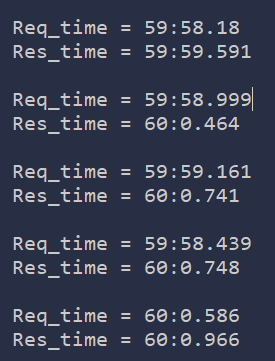 Req_time = 59:58.18
Res_time = 59:59.591
Req_time = 59:58.999
Res_time = 60:0.464
Req_time = 59:59.161
Res_time = 60:0.741
Req_time = 59:58.439
Res_time = 60:0.748
Req_time = 60:0.586
Res_time = 60:0.966